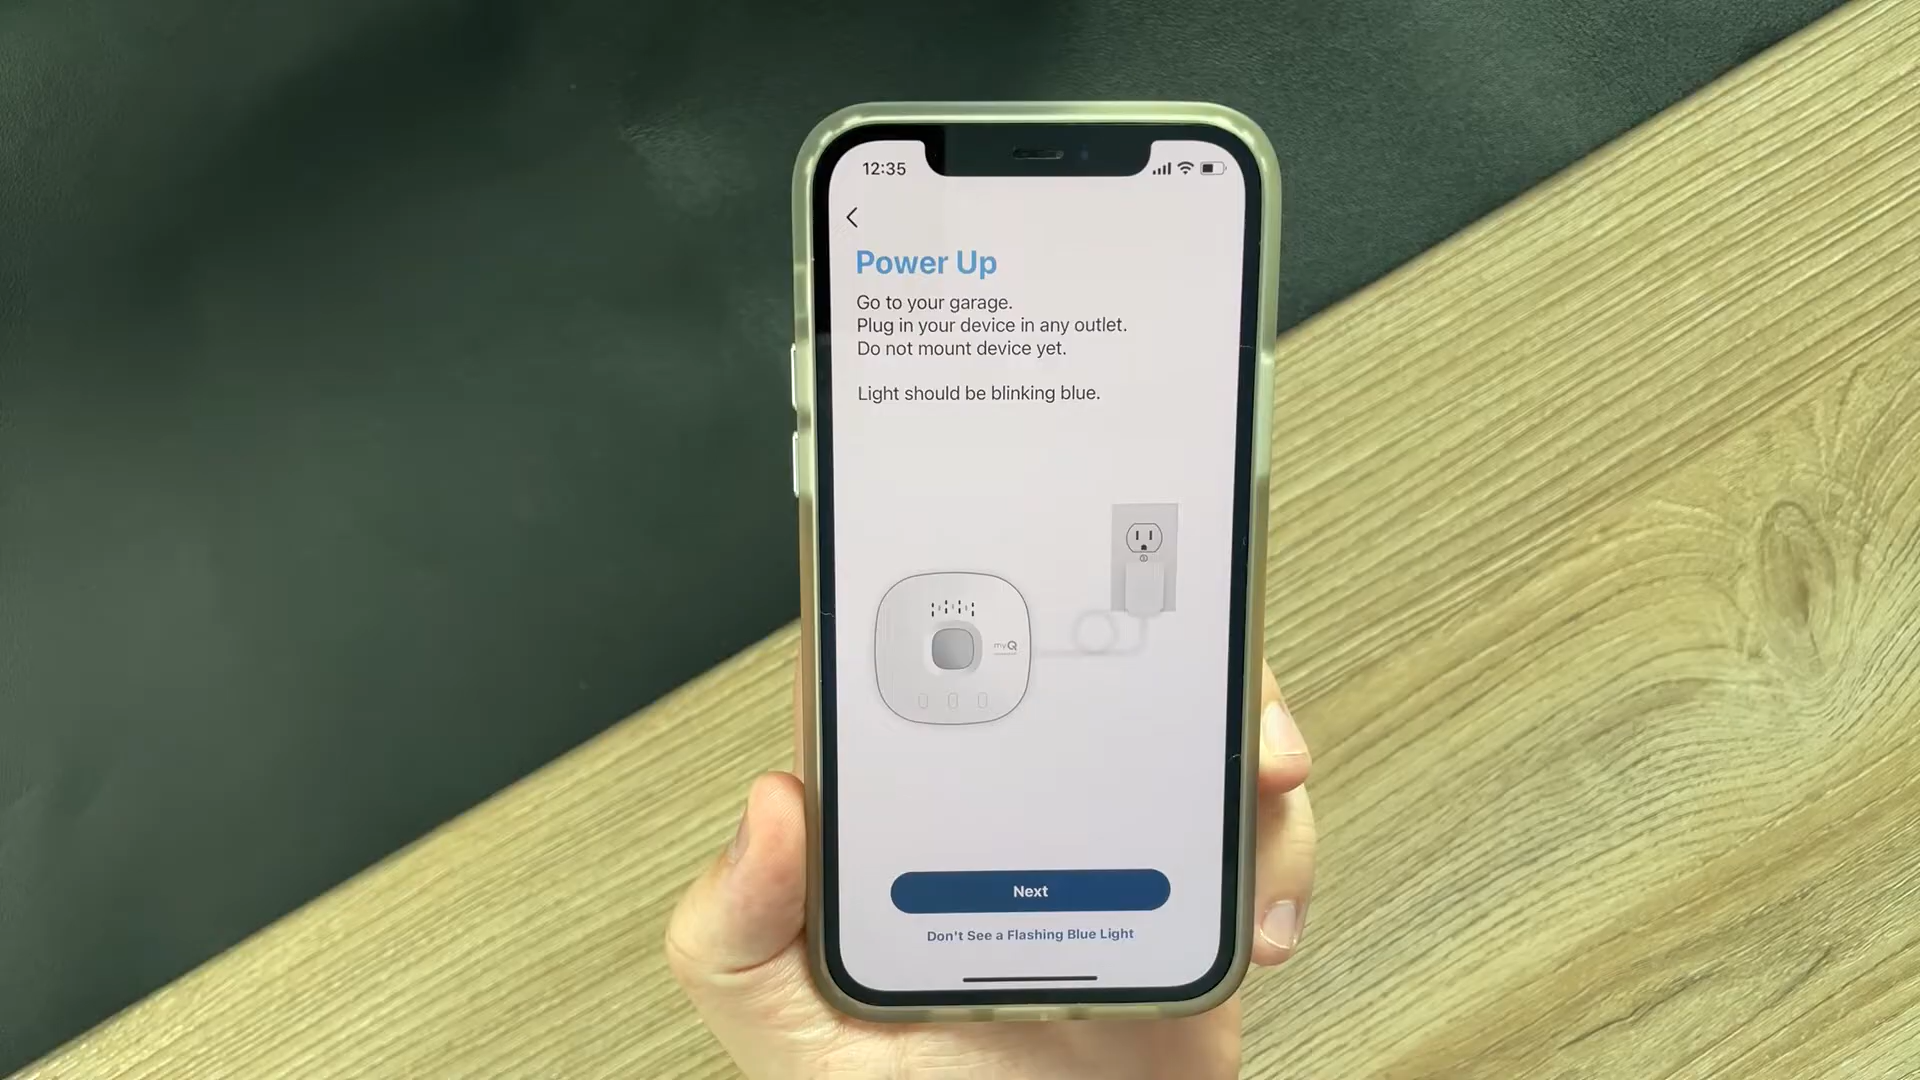 12:35
Power Up
Go to your garage.
Plug in your device in any outlet.
Do not mount device yet.
Light should be blinking blue.
myQ
Next
Don't See a Flashing Blue Light